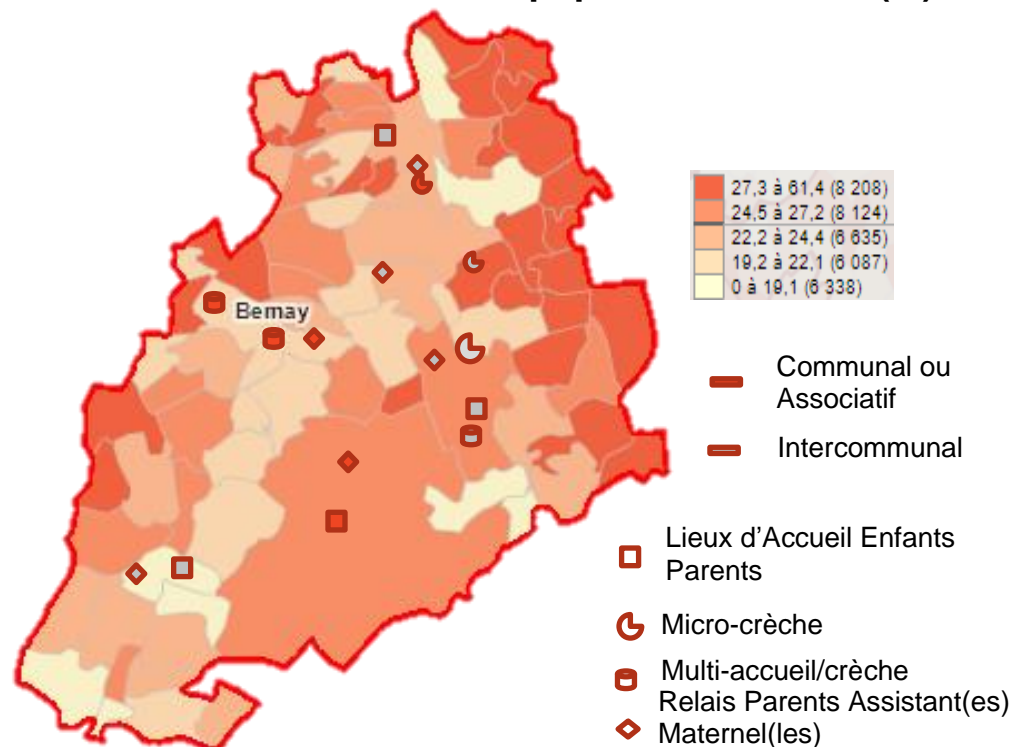 Bernay
27,3 à 61,4 (8 208)
24,5 à 27,2 (8 124)
22,2 à 24,4 (6 635)
19,2 à 22,1 (6 087)
0 à 19,1 (6 338)
Communal ou
Associatif
Intercommunal
Lieux d'Accueil Enfants
Parents
Micro-crèche
Multi-accueil/crèche
Relais Parents Assistant(es)
Maternel(les)